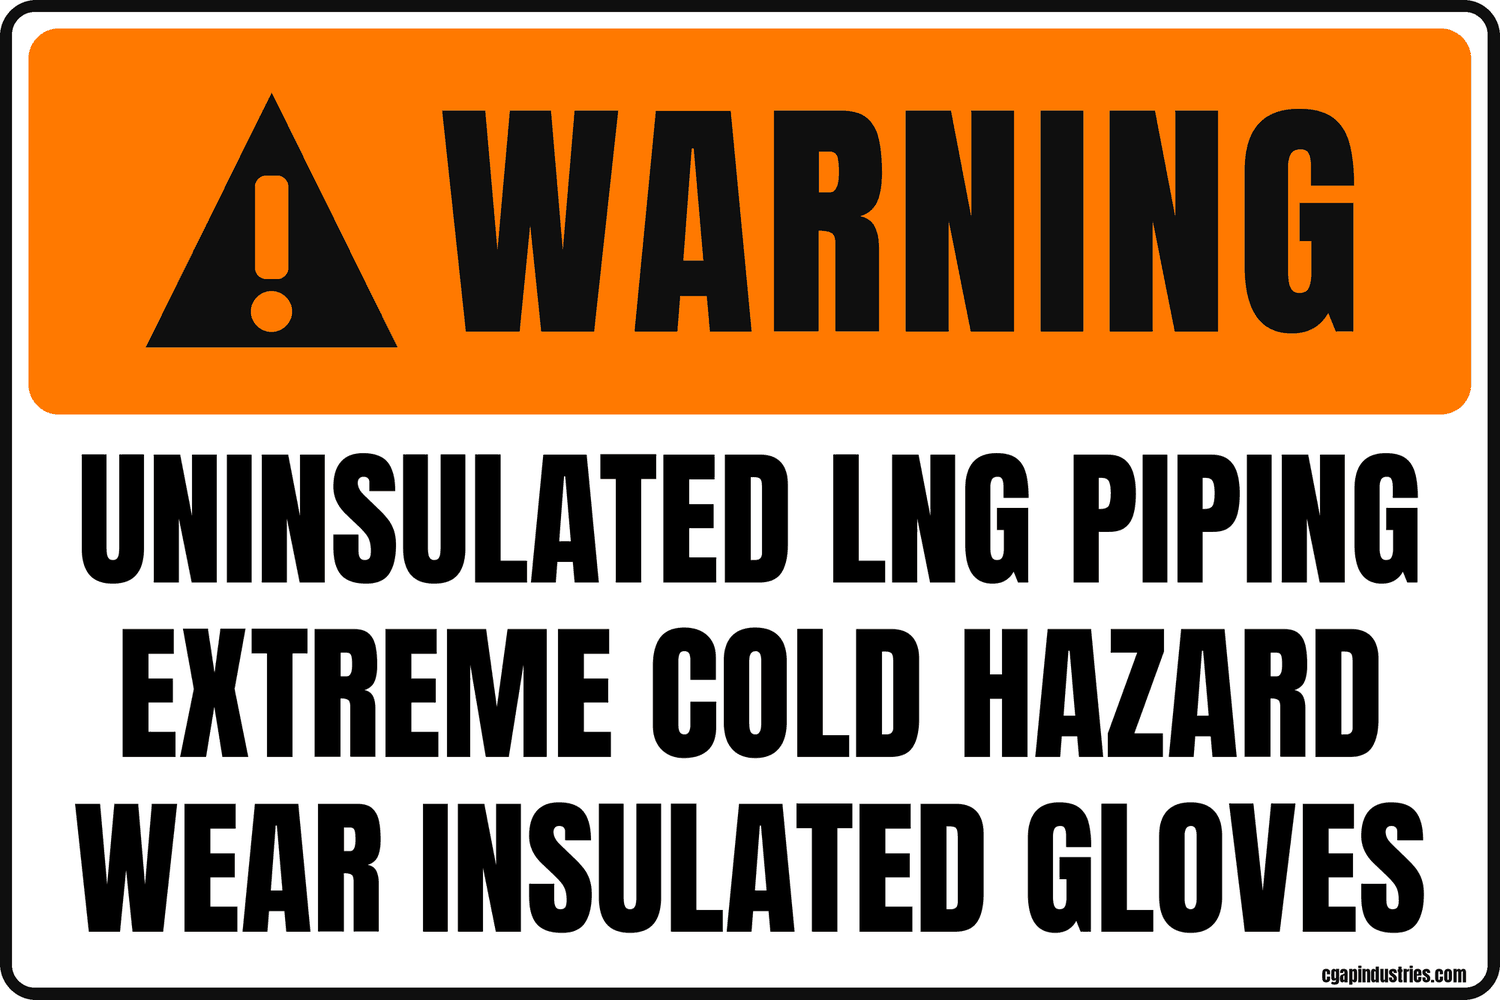 WARNING
UNINSULATED LNG PIPING
EXTREME COLD HAZARD
WEAR INSULATED GLOVES
cgapindustries.com